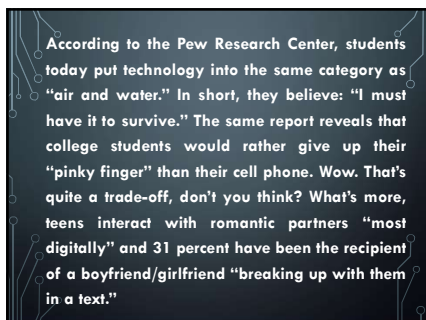 According to the Pew Research Center, students
today put technology into the same category as
“air and water.” In short, they believe: “I must
have it to survive.” The same report reveals that
college students would rather give up their
“pinky finger” than their cell phone. Wow. That’s
quite a trade-off, don’t you think? What’s more,
teens interact with romantic partners “most
digitally” and 31 percent have been the recipient
of a boyfriend/girlfriend “breaking up with them
in a text.”